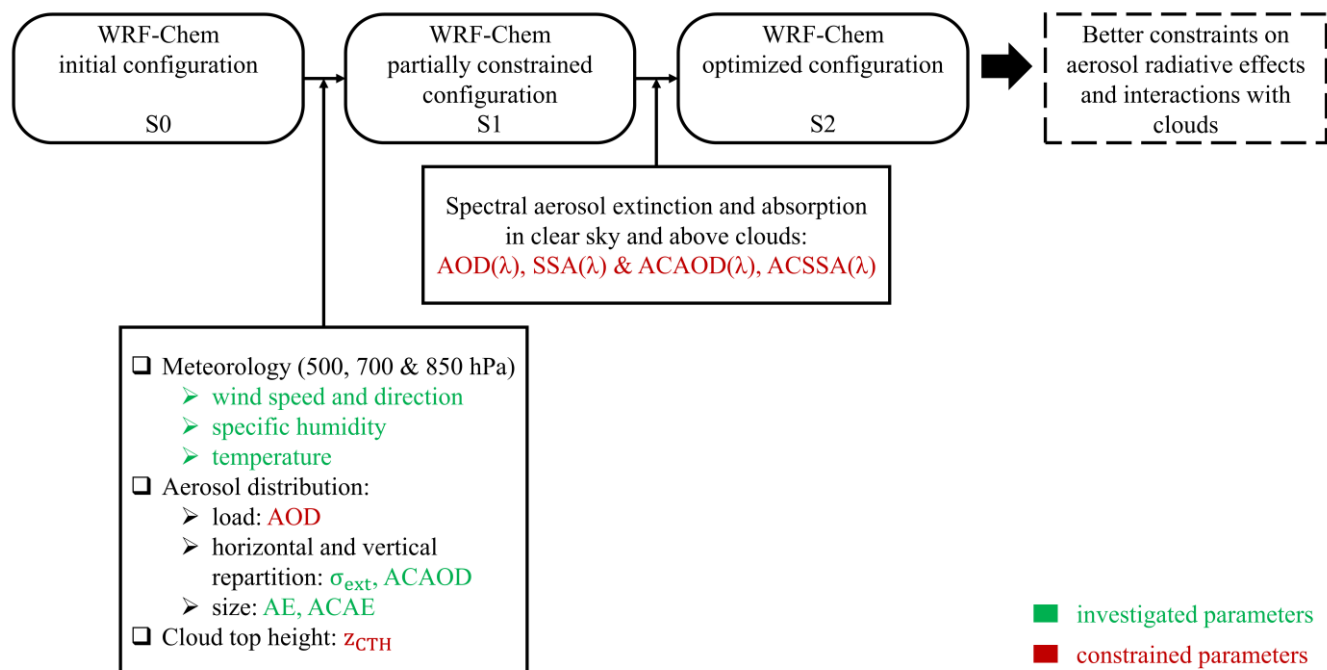 WRF-Chem
initial configuration
S0
WRF-Chem
partially constrained
configuration
S1
WRF-Chem
optimized configuration
S2
Better constraints on
aerosol radiative effects
and interactions with
clouds
Spectral aerosol extinction and absorption
in clear sky and above clouds:
AOD(λ), SSA(λ) & ACAOD(λ), ACSSA(λ)
❑ Meteorology (500, 700 & 850 hPa)
➢ wind speed and direction
➢ specific humidity
➢ temperature
❑ Aerosol distribution:
➢ load: AOD
➢ horizontal and vertical
repartition: σ_ext, ACAOD
➢ size: AE, ACAE
❑ Cloud top height: z_CTH
investigated parameters
constrained parameters